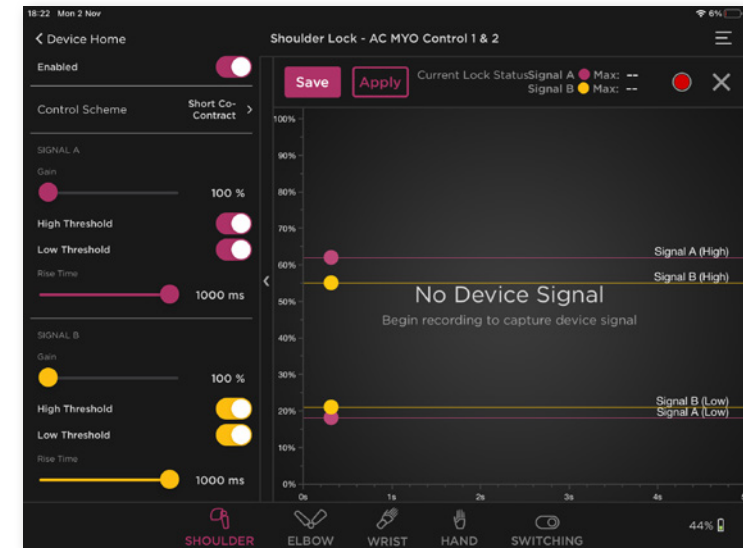 18:22 Mon 2 Nov
6%
Device Home
Shoulder Lock - AC MYO Control 1 & 2
Enabled
Control Scheme
Short Co-
Contract
SIGNAL A
Gain
100 %
High Threshold
Low Threshold
Rise Time
1000 ms
SIGNAL B
Gain
100 %
High Threshold
Low Threshold
Rise Time
1000 ms
Save
Apply
Current Lock Status
Signal A Max: --
Signal B Max: --
100%
90%
80%
70%
60%
50%
40%
30%
20%
10%
0%
Signal A (High)
Signal B (High)
No Device Signal
Begin recording to capture device signal
Signal B (Low)
Signal A (Low)
0s 1s 2s 3s 4s
SHOULDER
ELBOW
WRIST
HAND
SWITCHING
44%